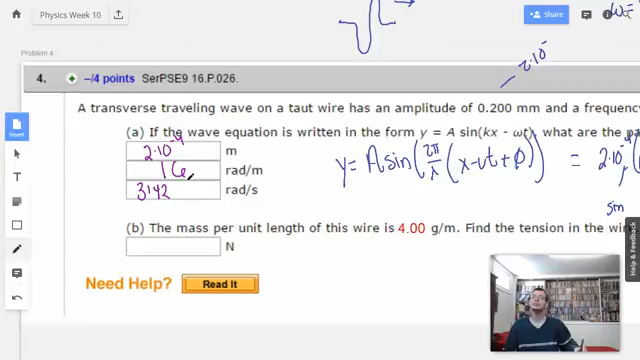 Physics Week 10
Share
ω=
2·10⁻
Problem 4
4.
–/4 points SerPSE9 16.P.026.
A transverse traveling wave on a taut wire has an amplitude of 0.200 mm and a frequency
(a) If the wave equation is written in the form y = A sin(kx - ωt), what are the pa
2·10⁻⁴ m
16 rad/m
3142 rad/s
y= A sin(2π/λ (x-vt+ϕ)) = 2·10⁻⁴
sin
(b) The mass per unit length of this wire is 4.00 g/m. Find the tension in the wire
N
Need Help? Read It
Insert
Help & Feedback